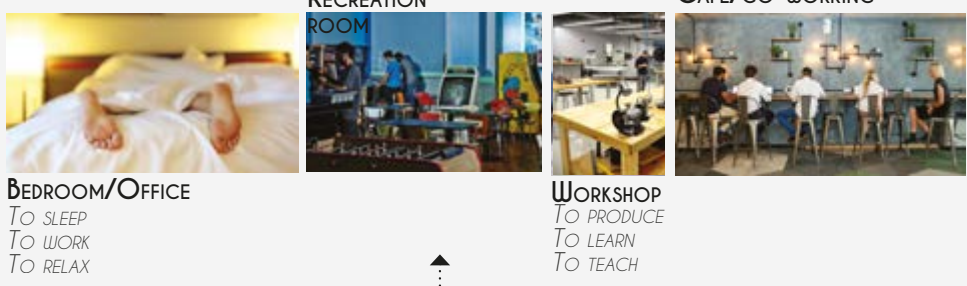 RECREATION
ROOM
CAFE/CO-WORKING
BEDROOM/OFFICE
TO SLEEP
TO WORK
TO RELAX
WORKSHOP
TO PRODUCE
TO LEARN
TO TEACH